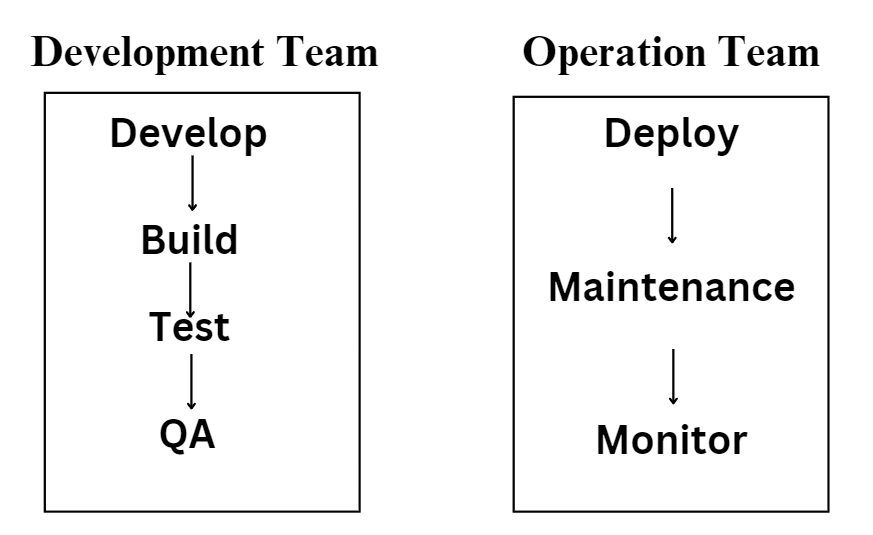 Development Team
Develop
Build
Test
QA
Operation Team
Deploy
Maintenance
Monitor